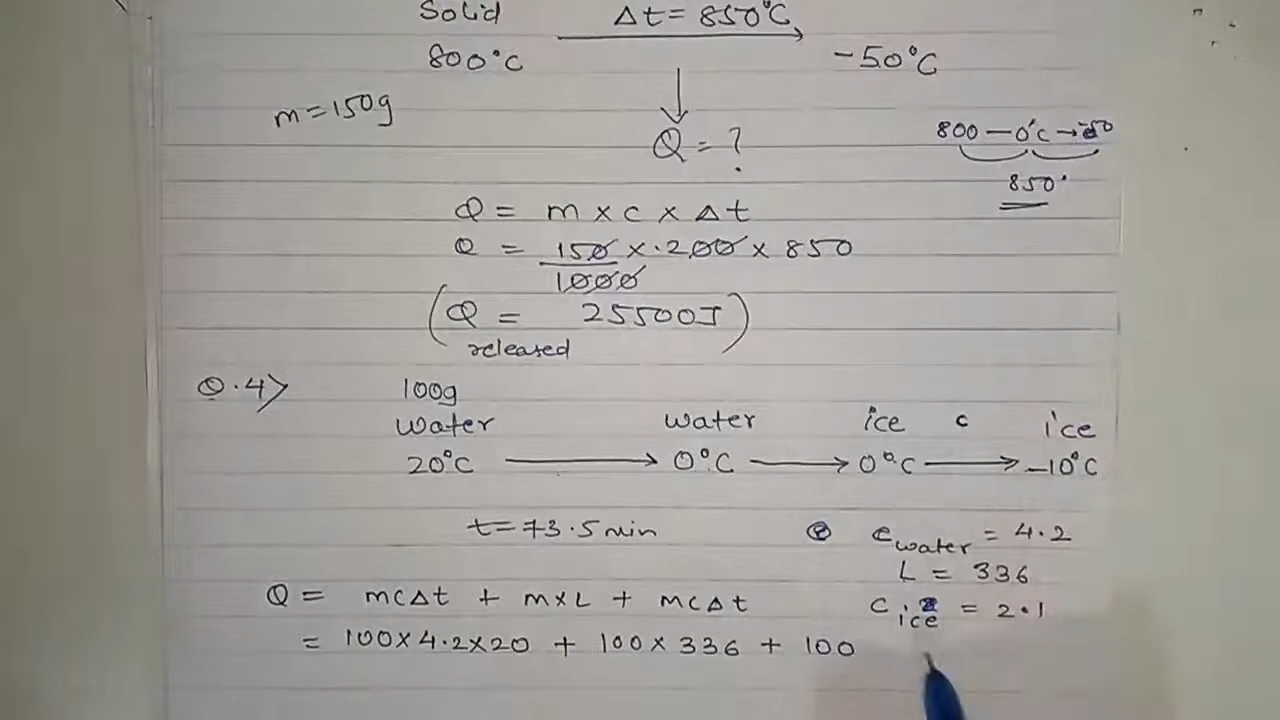 Solid Δt = 850°C
800°C -50°C
m = 150g
800 — 0°C → -50
Q = ?
850°
Q = m × c × Δt
Q = 150 × .200 × 850
1000
(Q = 25500J)
released
Q.4> 100g
water water ice c ice
20°C → 0°C → 0°C → -10°C
t = 73.5 min c water = 4.2
L = 336
Q = mcΔt + m×L + mcΔt c ice = 2.1
= 100×4.2×20 + 100×336 + 100